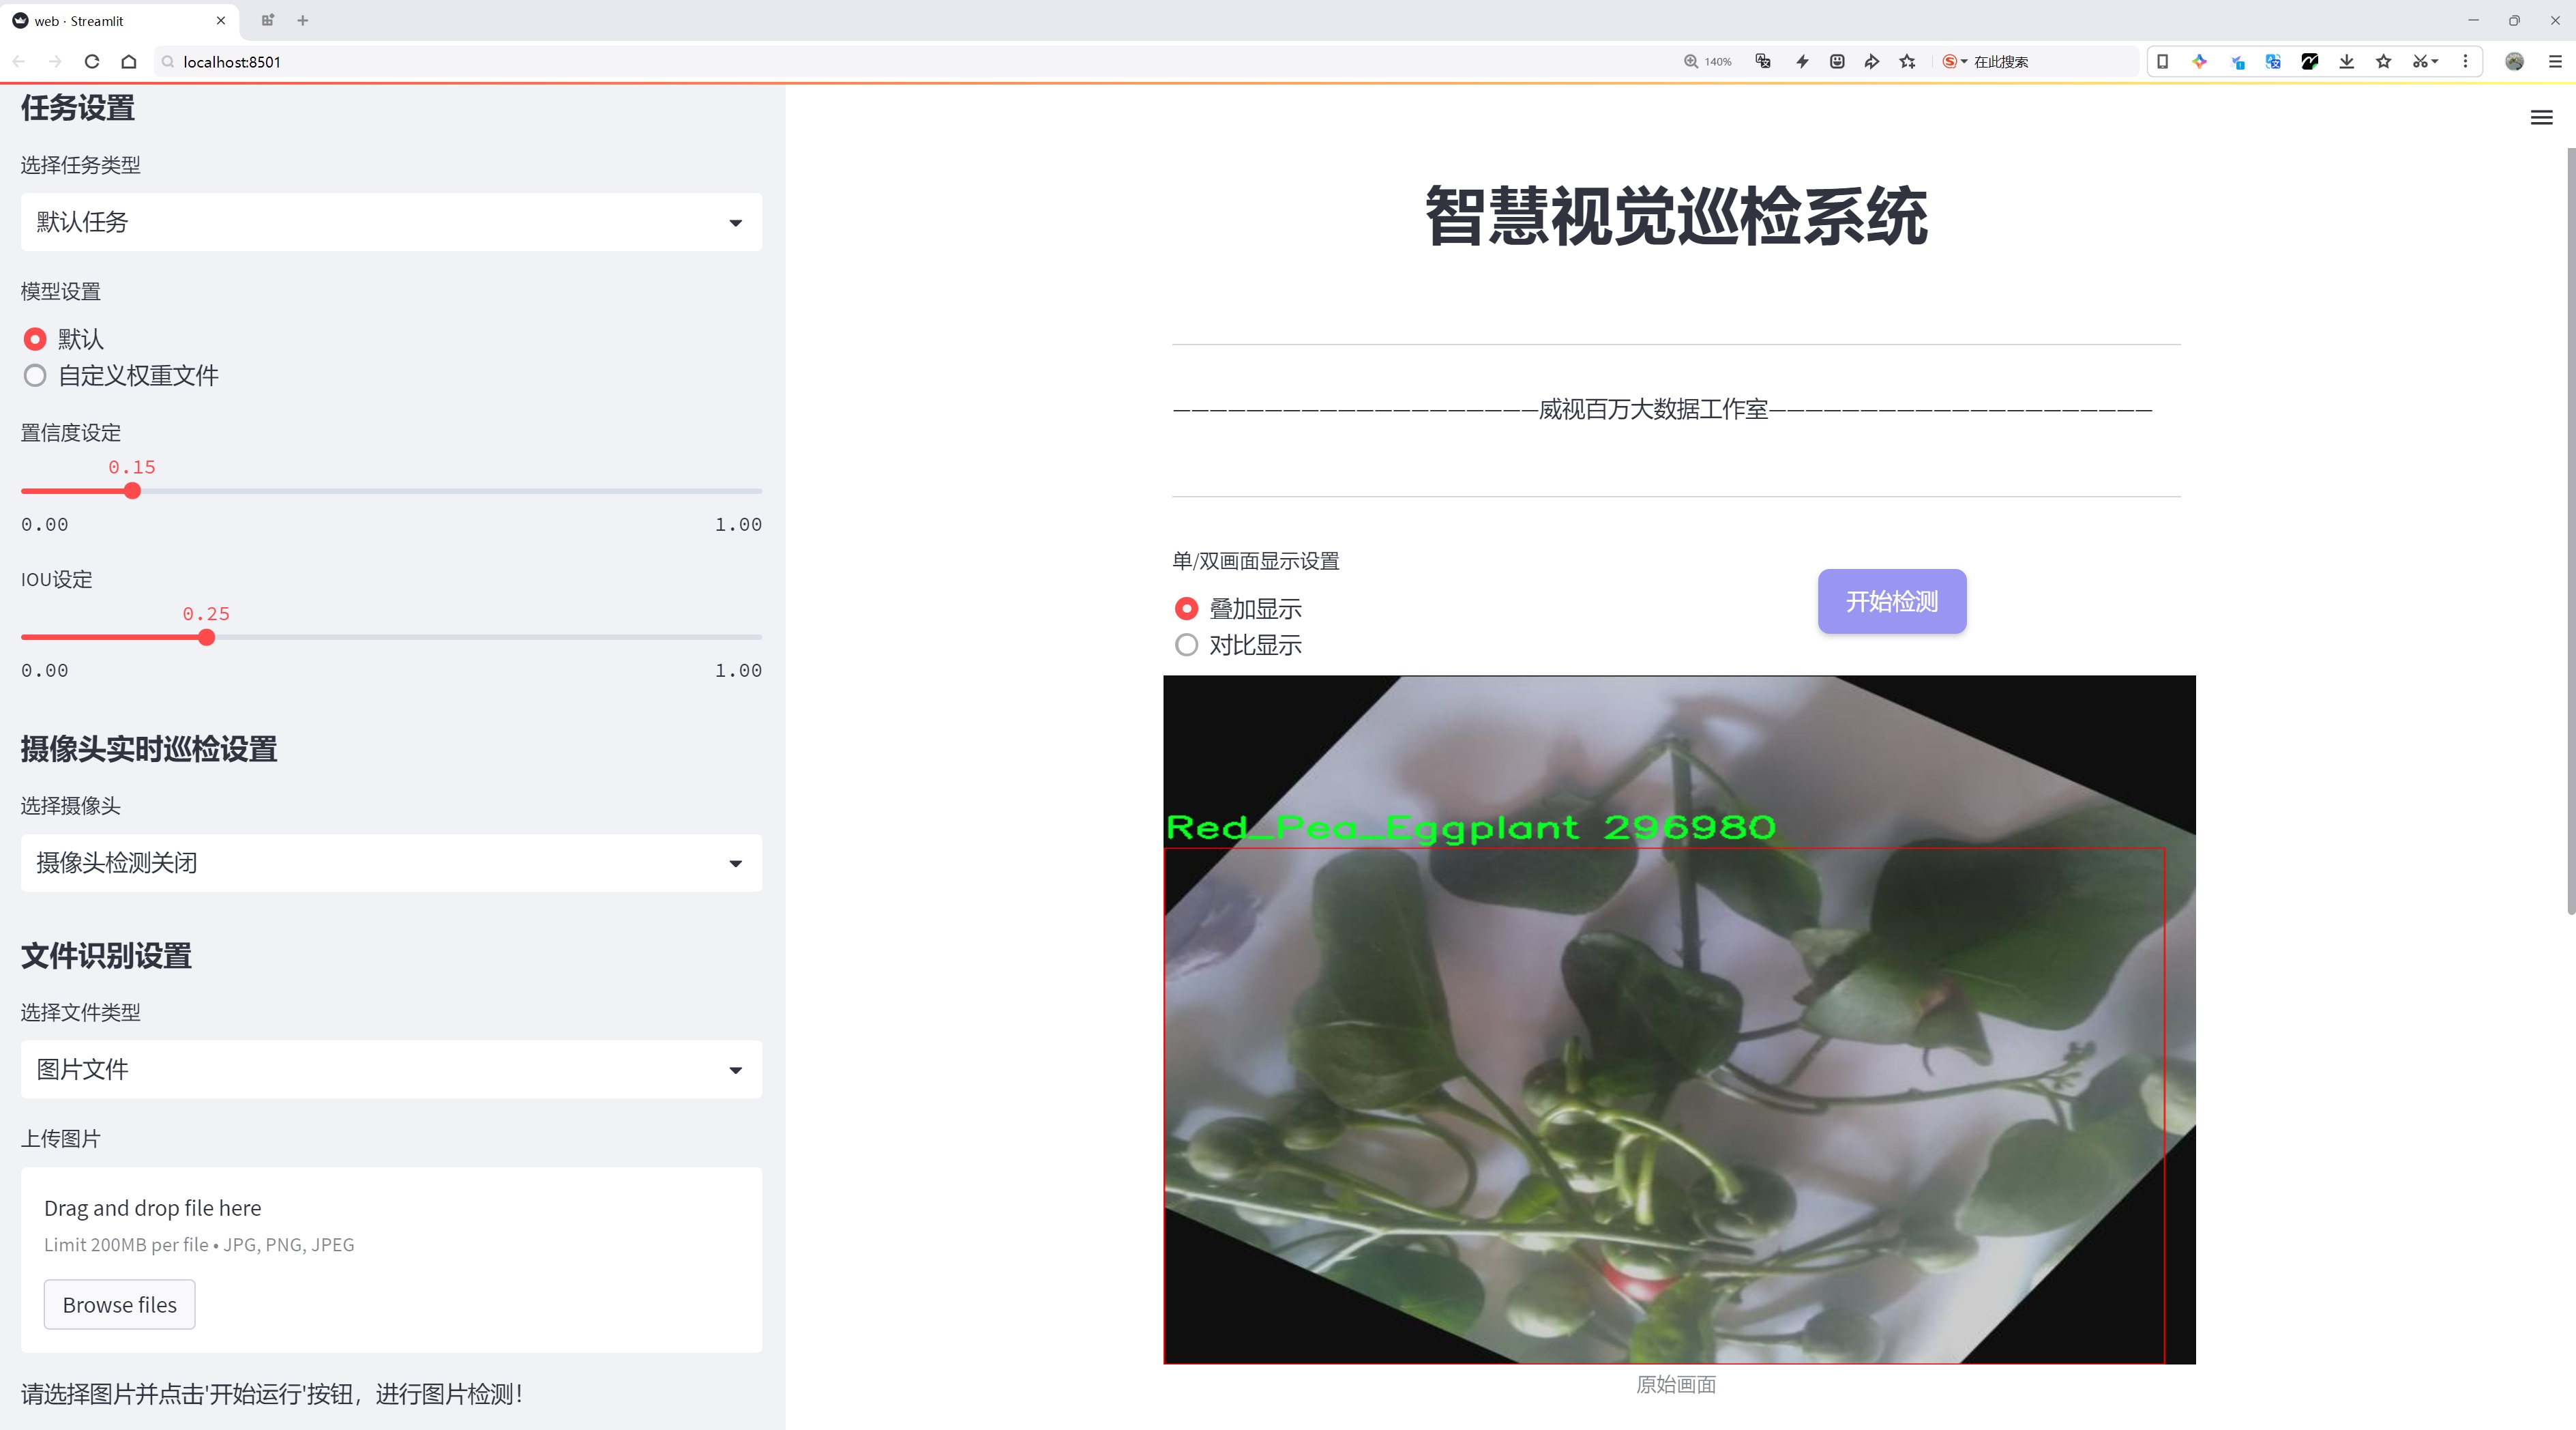 web · Streamlit
localhost:8501
140%
在此搜索
任务设置
选择任务类型
默认任务
模型设置
默认
自定义权重文件
置信度设定
0.15
0.00
1.00
IOU设定
0.25
0.00
1.00
摄像头实时巡检设置
选择摄像头
摄像头检测关闭
文件识别设置
选择文件类型
图片文件
上传图片
Drag and drop file here
Limit 200MB per file • JPG, PNG, JPEG
Browse files
请选择图片并点击'开始运行'按钮，进行图片检测！
智慧视觉巡检系统
————————————————————威视百万大数据工作室—————————————————————
单/双画面显示设置
叠加显示
对比显示
开始检测
Red_Pea_Eggplant 296980
原始画面